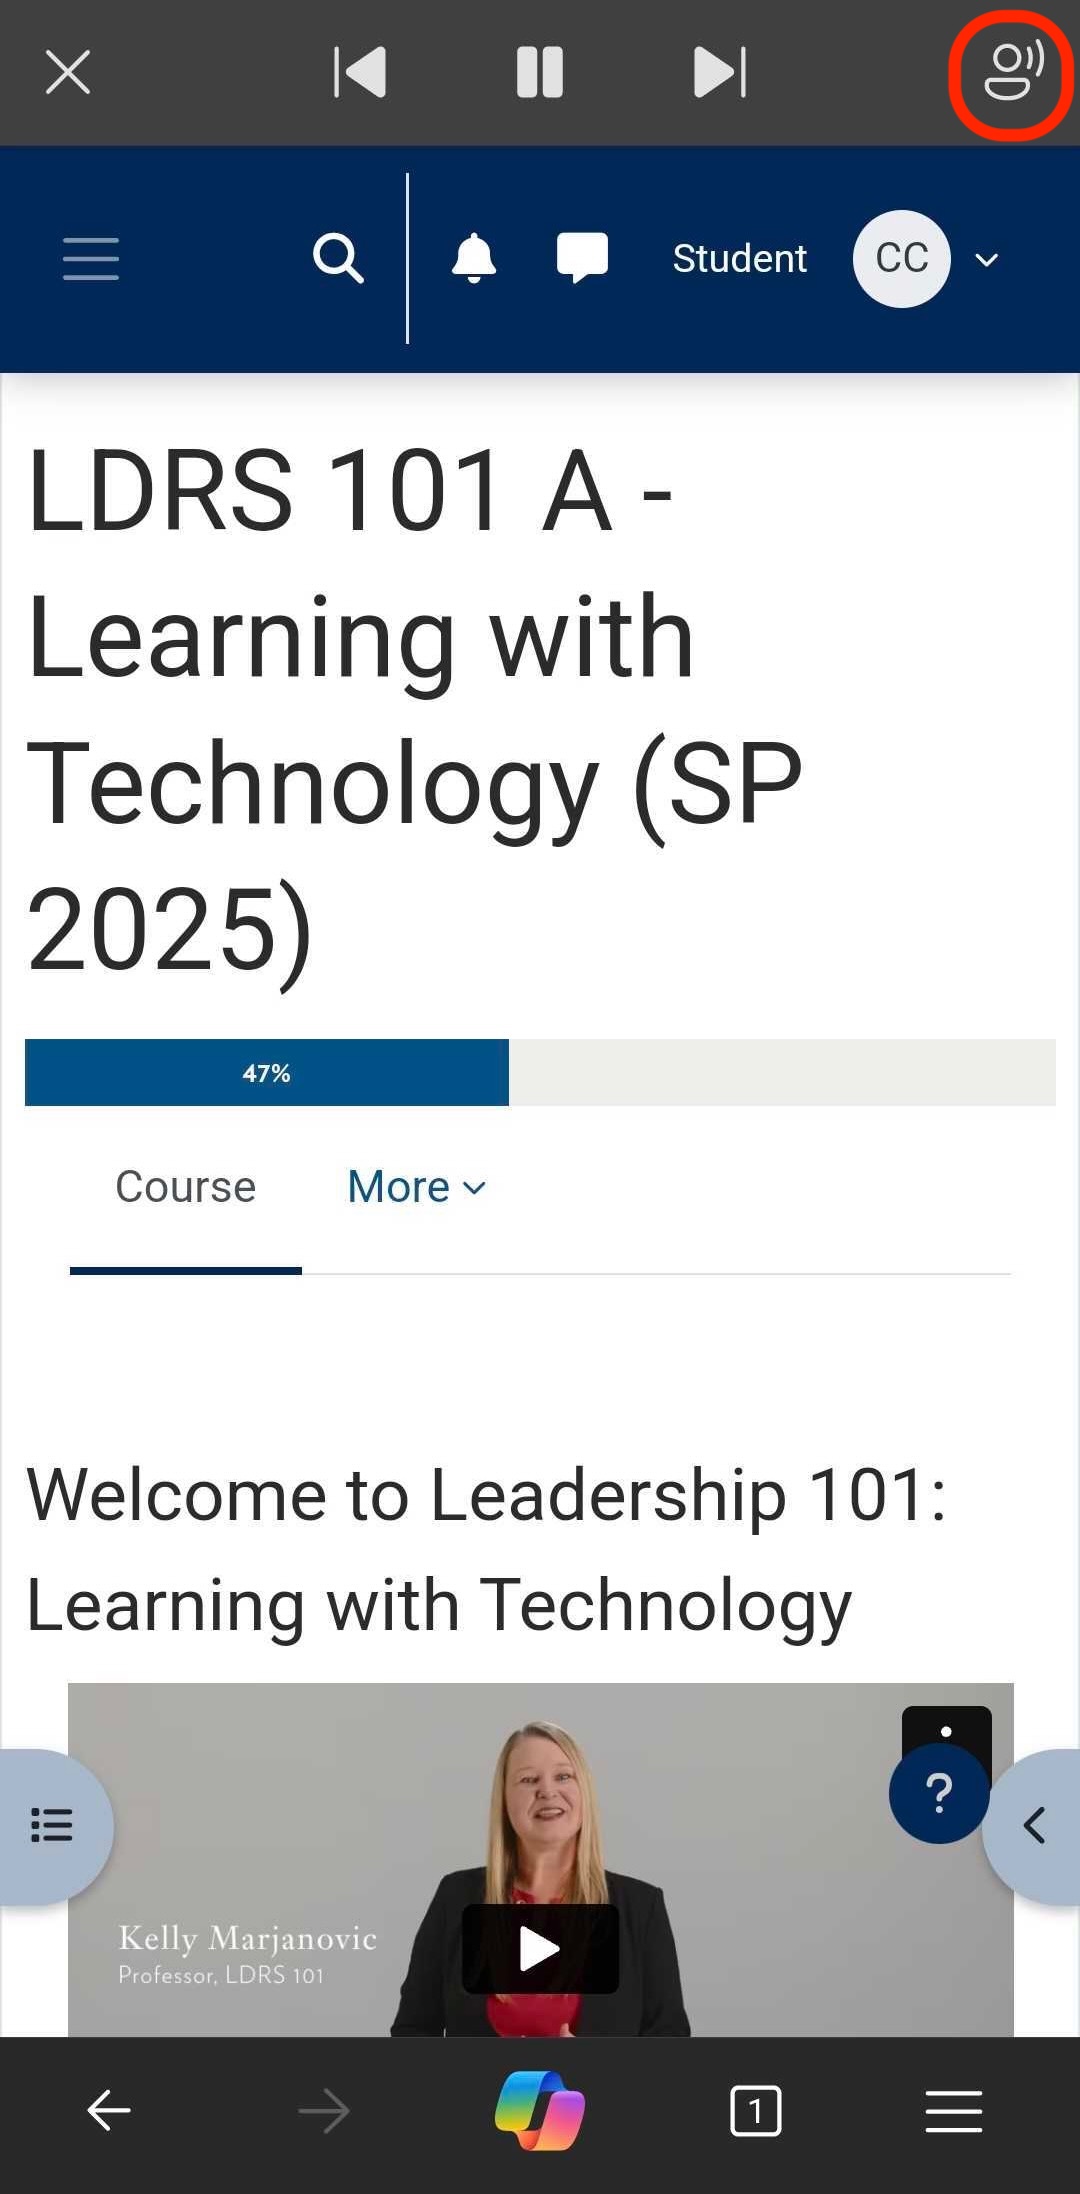 Student
CC
LDRS 101 A -
Learning with
Technology (SP
2025)
47%
Course
More
Welcome to Leadership 101:
Learning with Technology
?
Kelly Marjanovic
Professor, LDRS 101
1